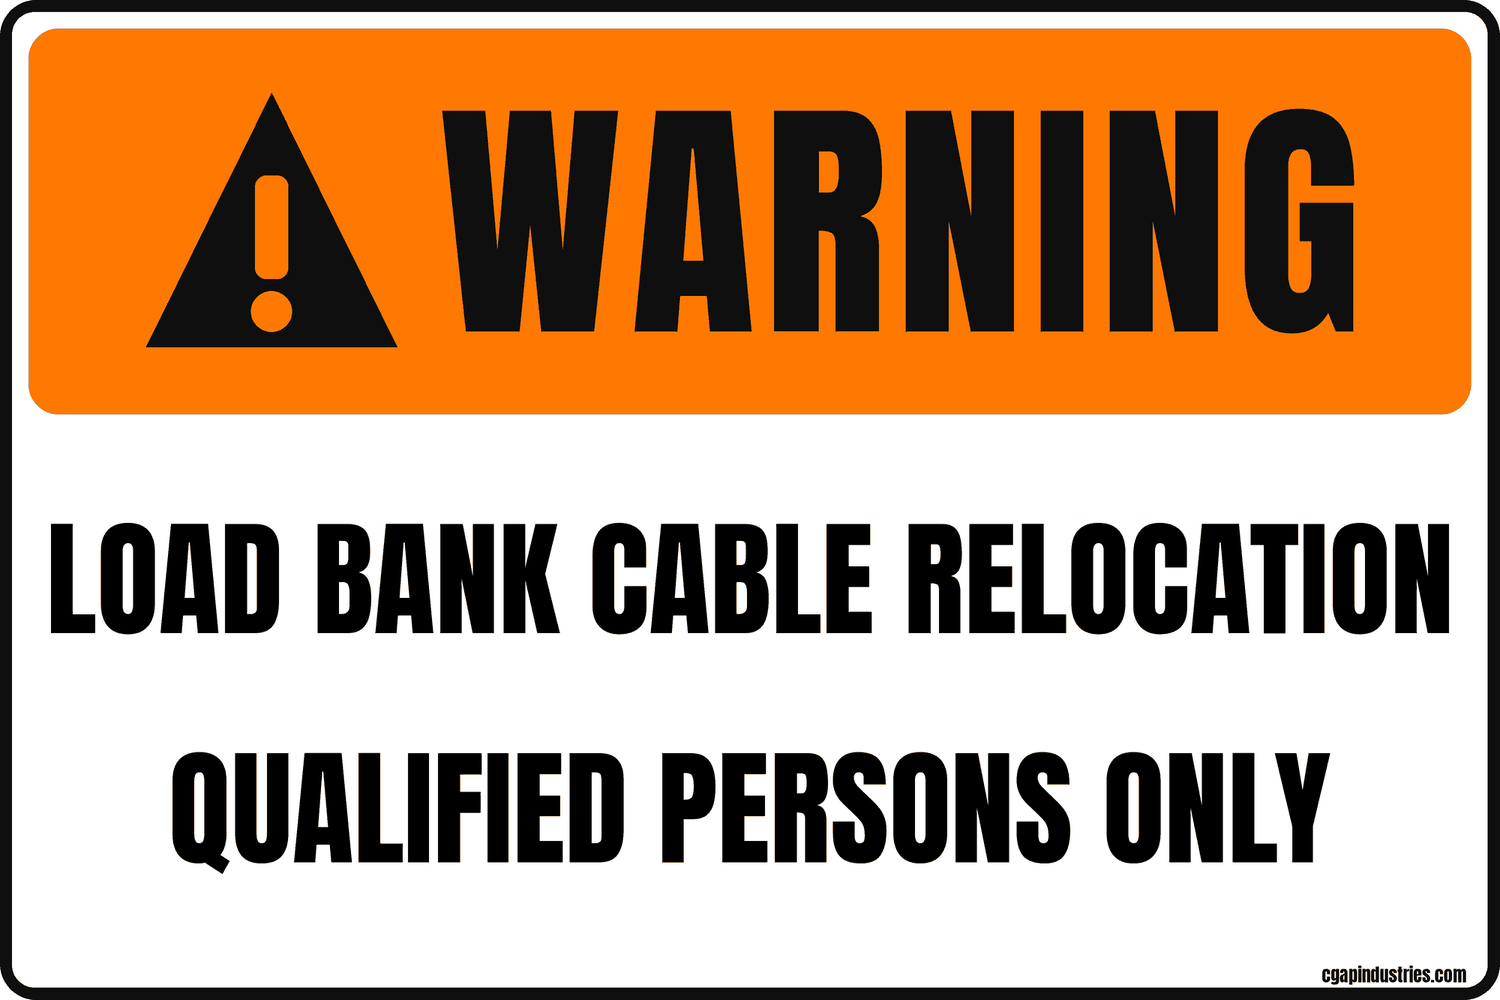 WARNING
LOAD BANK CABLE RELOCATION
QUALIFIED PERSONS ONLY
cgapindustries.com